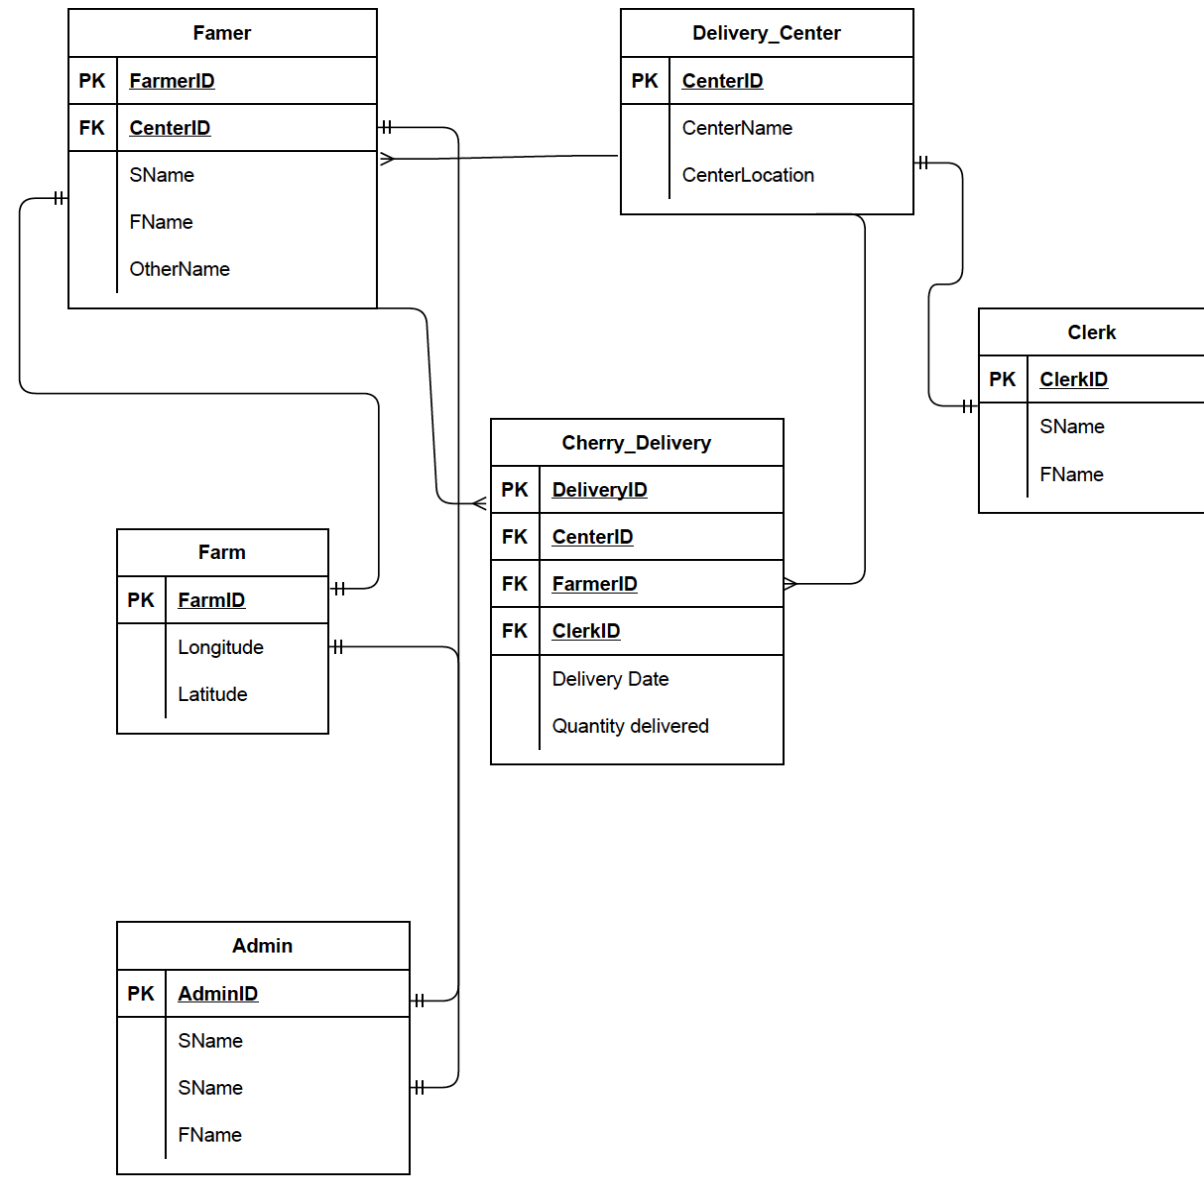 Famer
PK FarmerID
FK CenterID
SName
FName
OtherName
Delivery_Center
PK CenterID
CenterName
CenterLocation
Clerk
PK ClerkID
SName
FName
Cherry_Delivery
PK DeliveryID
FK CenterID
FK FarmerID
FK ClerkID
Delivery Date
Quantity delivered
Farm
PK FarmID
Longitude
Latitude
Admin
PK AdminID
SName
SName
FName